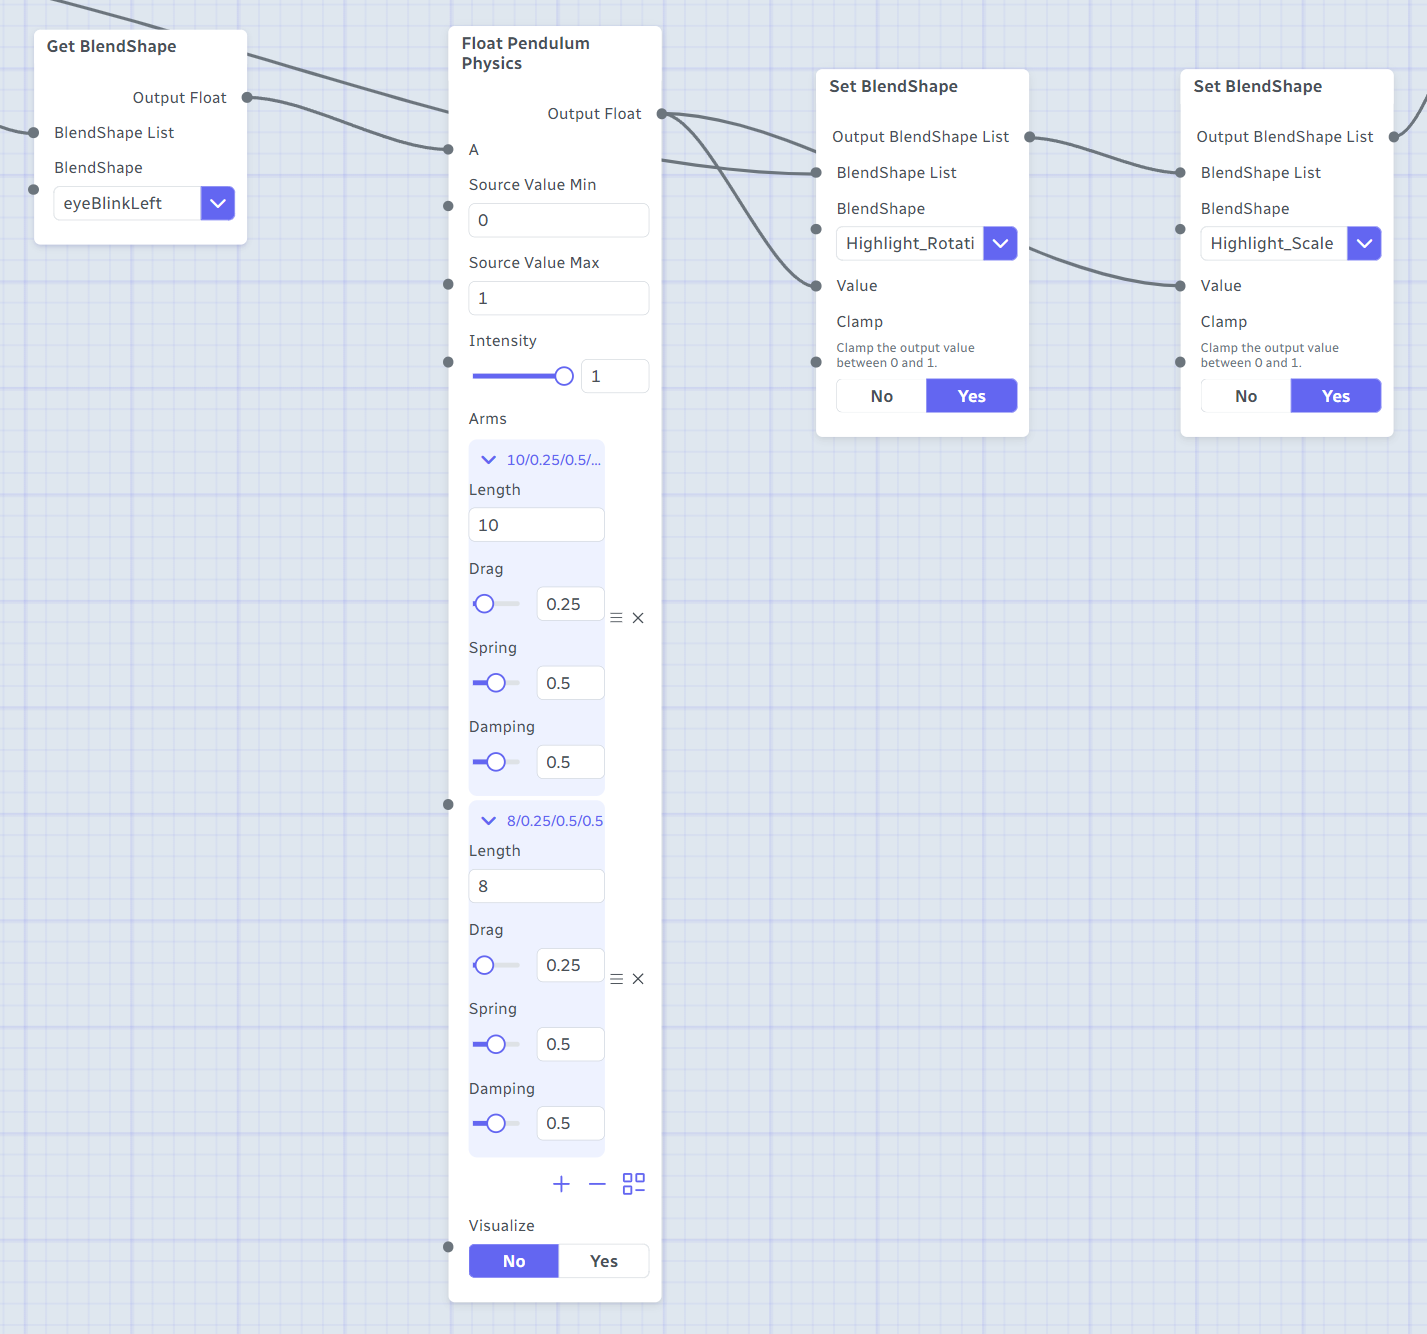 Get BlendShape
Output Float
BlendShape List
BlendShape
eyeBlinkLeft
Float Pendulum
Physics
Output Float
A
Source Value Min
0
Source Value Max
1
Intensity
1
Arms
10/0.25/0.5/...
Length
10
Drag
0.25
Spring
0.5
Damping
0.5
8/0.25/0.5/0.5
Length
8
Drag
0.25
Spring
0.5
Damping
0.5
Visualize
No Yes
Set BlendShape
Output BlendShape List
BlendShape List
BlendShape
Highlight_Rotati
Value
Clamp
Clamp the output value
between 0 and 1.
No Yes
Set BlendShape
Output BlendShape List
BlendShape List
BlendShape
Highlight_Scale
Value
Clamp
Clamp the output value
between 0 and 1.
No Yes